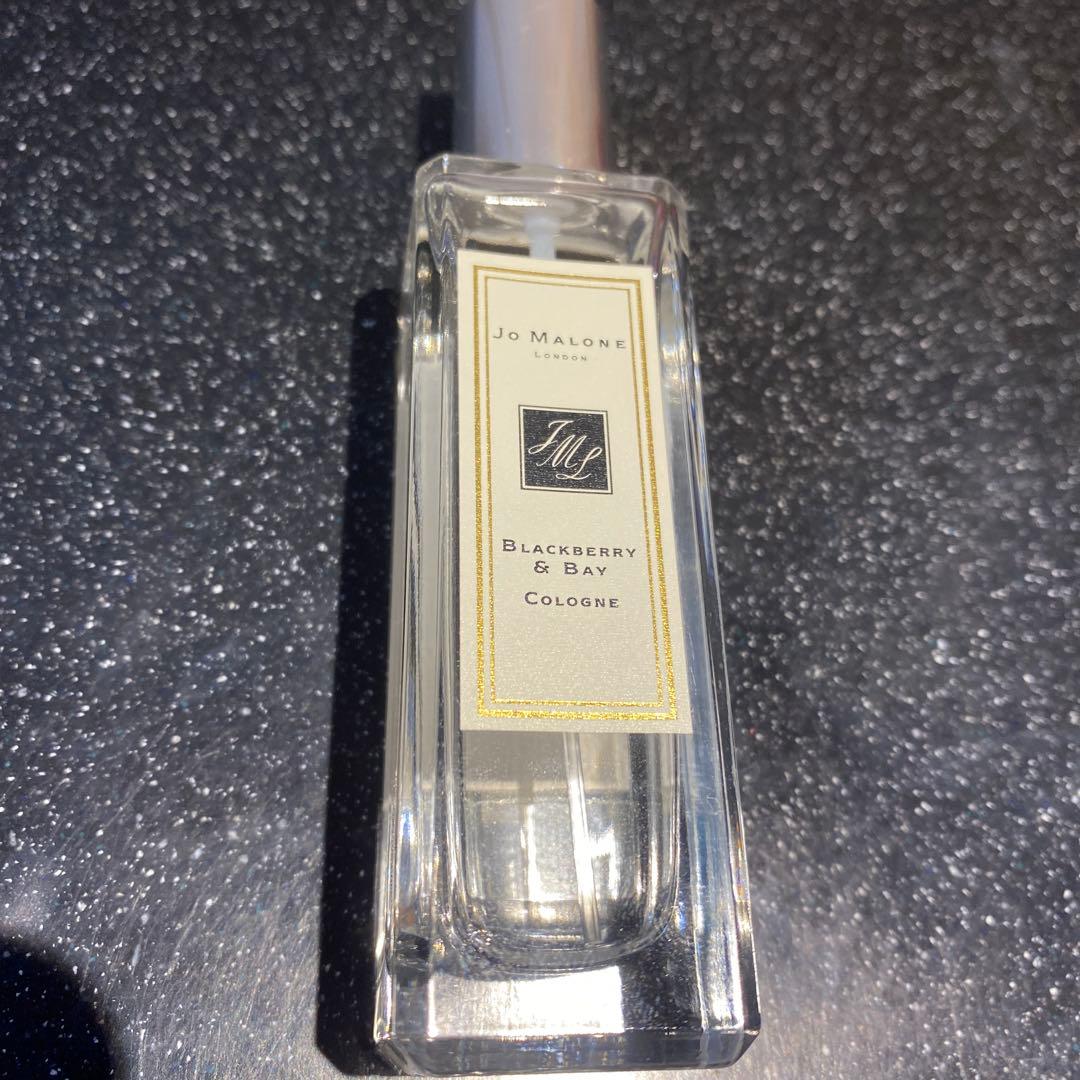 Jo Malone
London
JML
Blackberry
& Bay
Cologne